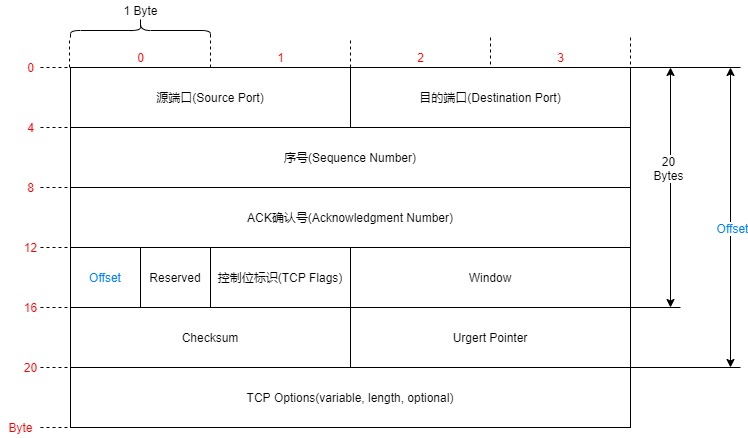 1 Byte
0 1 2 3
0
源端口(Source Port) 目的端口(Destination Port)
4
序号(Sequence Number)
20
Bytes
8
ACK确认号(Acknowledgment Number)
Offset
12
Offset Reserved 控制位标识(TCP Flags) Window
16
Checksum Urgert Pointer
20
TCP Options(variable, length, optional)
Byte